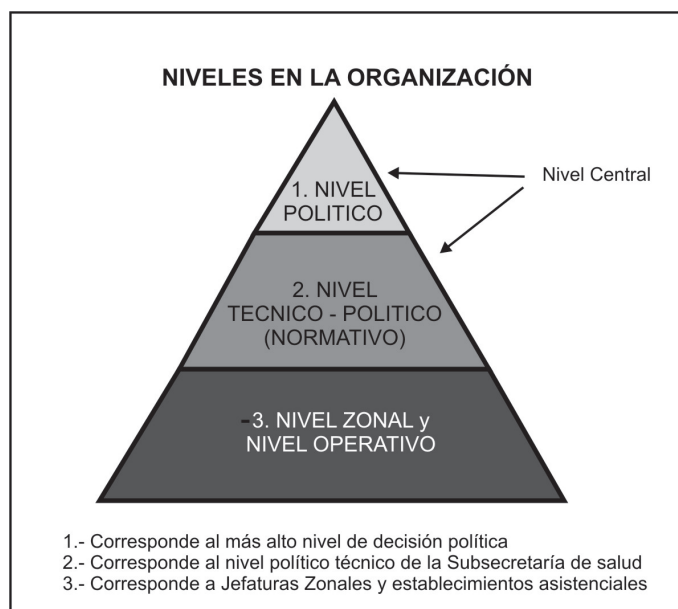 NIVELES EN LA ORGANIZACIÓN
Nivel Central
1. NIVEL
POLITICO
2. NIVEL
TECNICO - POLITICO
(NORMATIVO)
-3. NIVEL ZONAL y
NIVEL OPERATIVO
1.- Corresponde al más alto nivel de decisión política
2.- Corresponde al nivel político técnico de la Subsecretaría de salud
3.- Corresponde a Jefaturas Zonales y establecimientos asistenciales